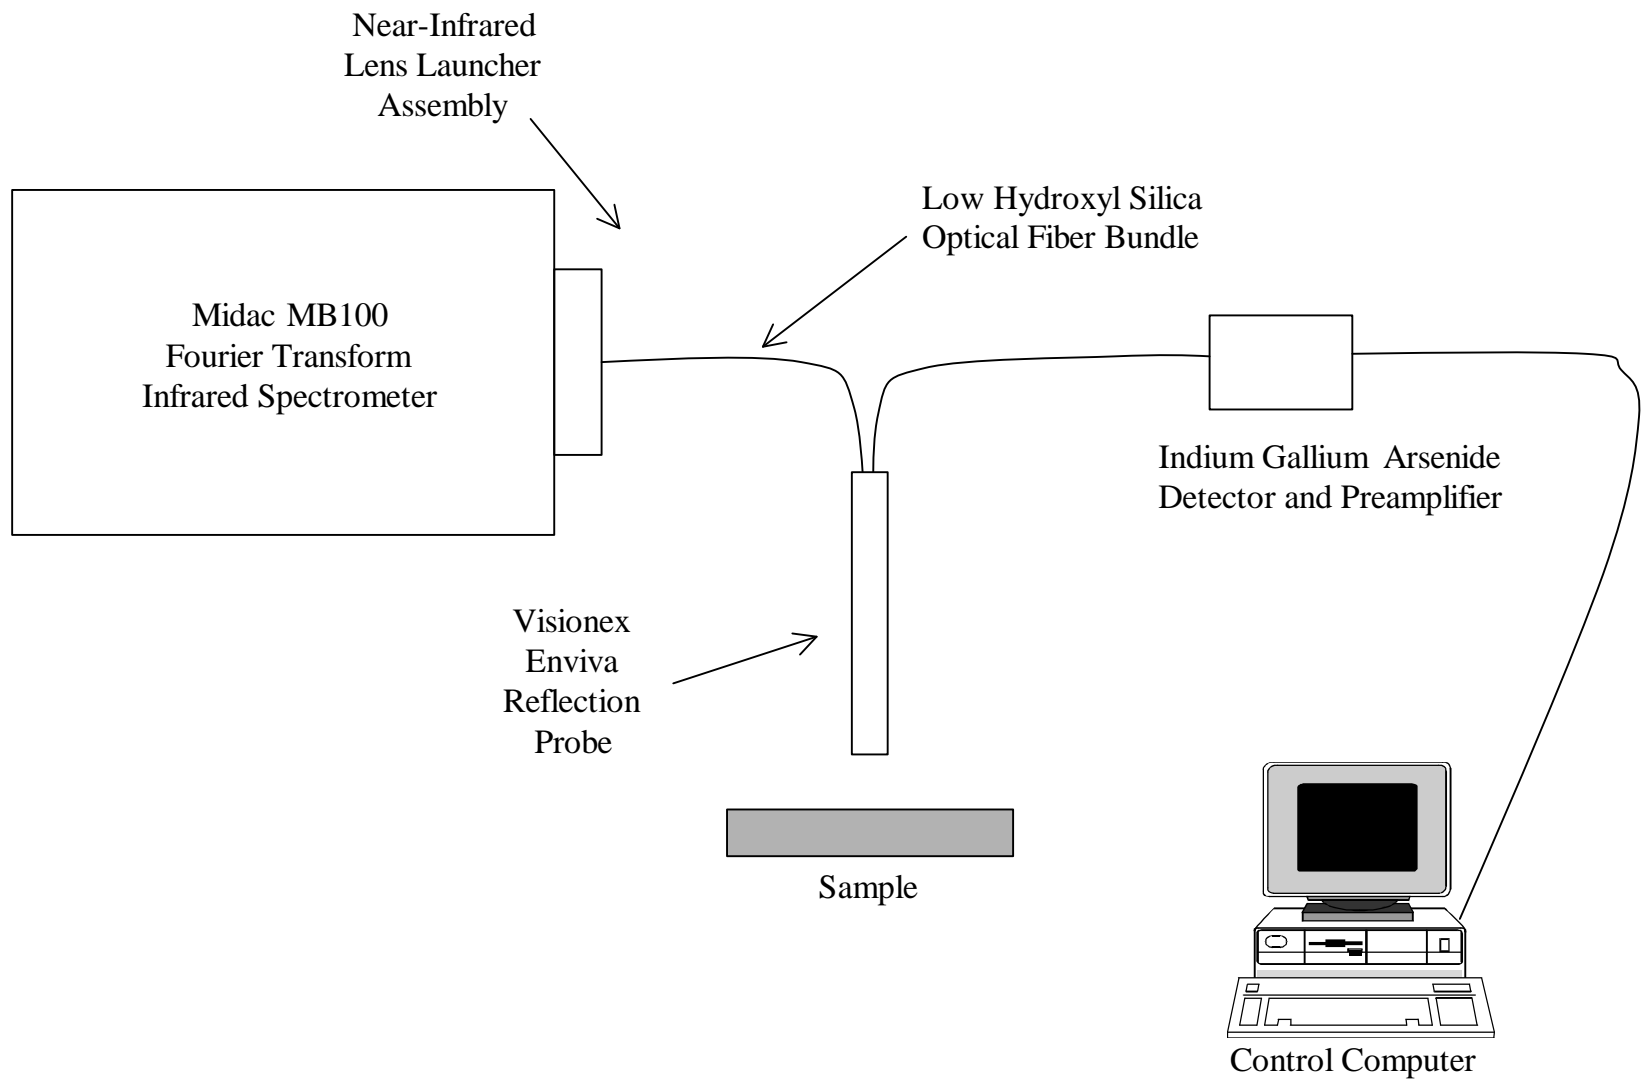 Near-Infrared
Lens Launcher
Assembly
Low Hydroxyl Silica
Optical Fiber Bundle
Midac MB100
Fourier Transform
Infrared Spectrometer
Indium Gallium Arsenide
Detector and Preamplifier
Visionex
Enviva
Reflection
Probe
Sample
Control Computer